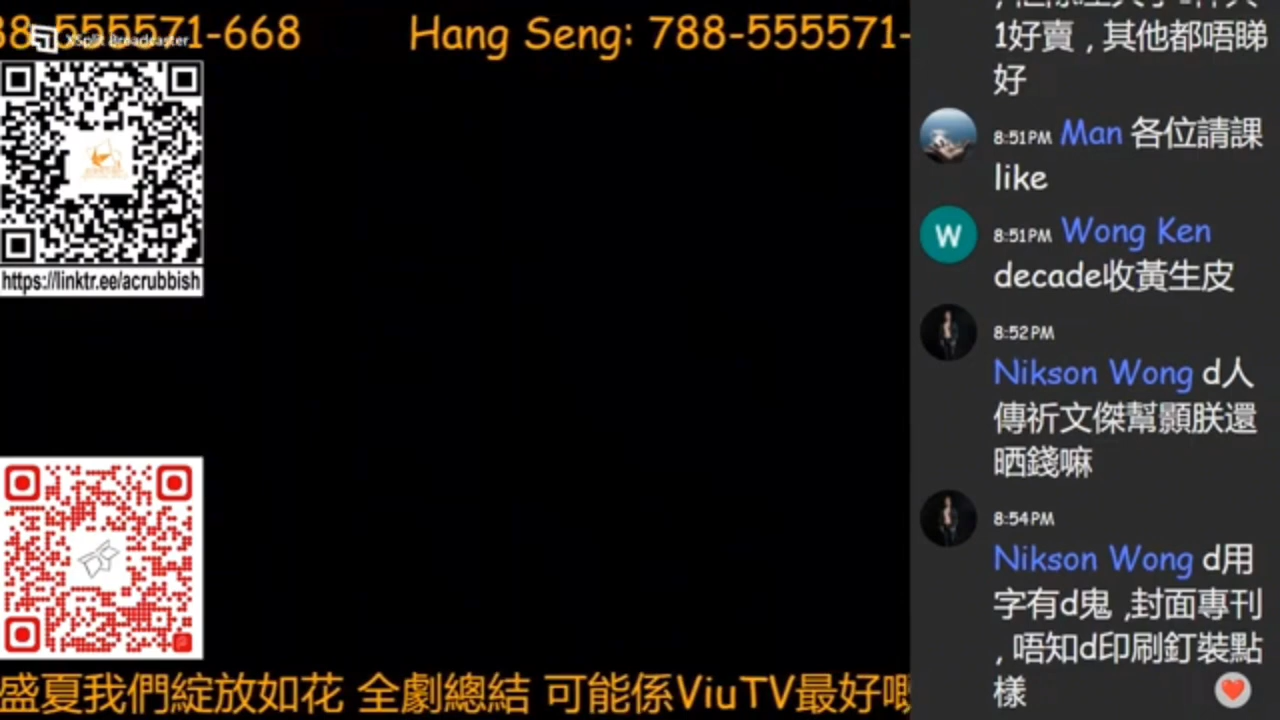 88-555571-668 Hang Seng: 788-555571-
XSplit Broadcaster
https://linktr.ee/acrubbish
盛夏我們綻放如花 全劇總結 可能係ViuTV最好嘅
1好賣 , 其他都唔睇
好
8:51PM Man 各位請課
like
8:51PM Wong Ken
decade收黃生皮
8:52PM
Nikson Wong d人
傳祈文傑幫顥朕還
晒錢嘛
8:54PM
Nikson Wong d用
字有d鬼 ,封面專刊
, 唔知d印刷釘裝點
樣